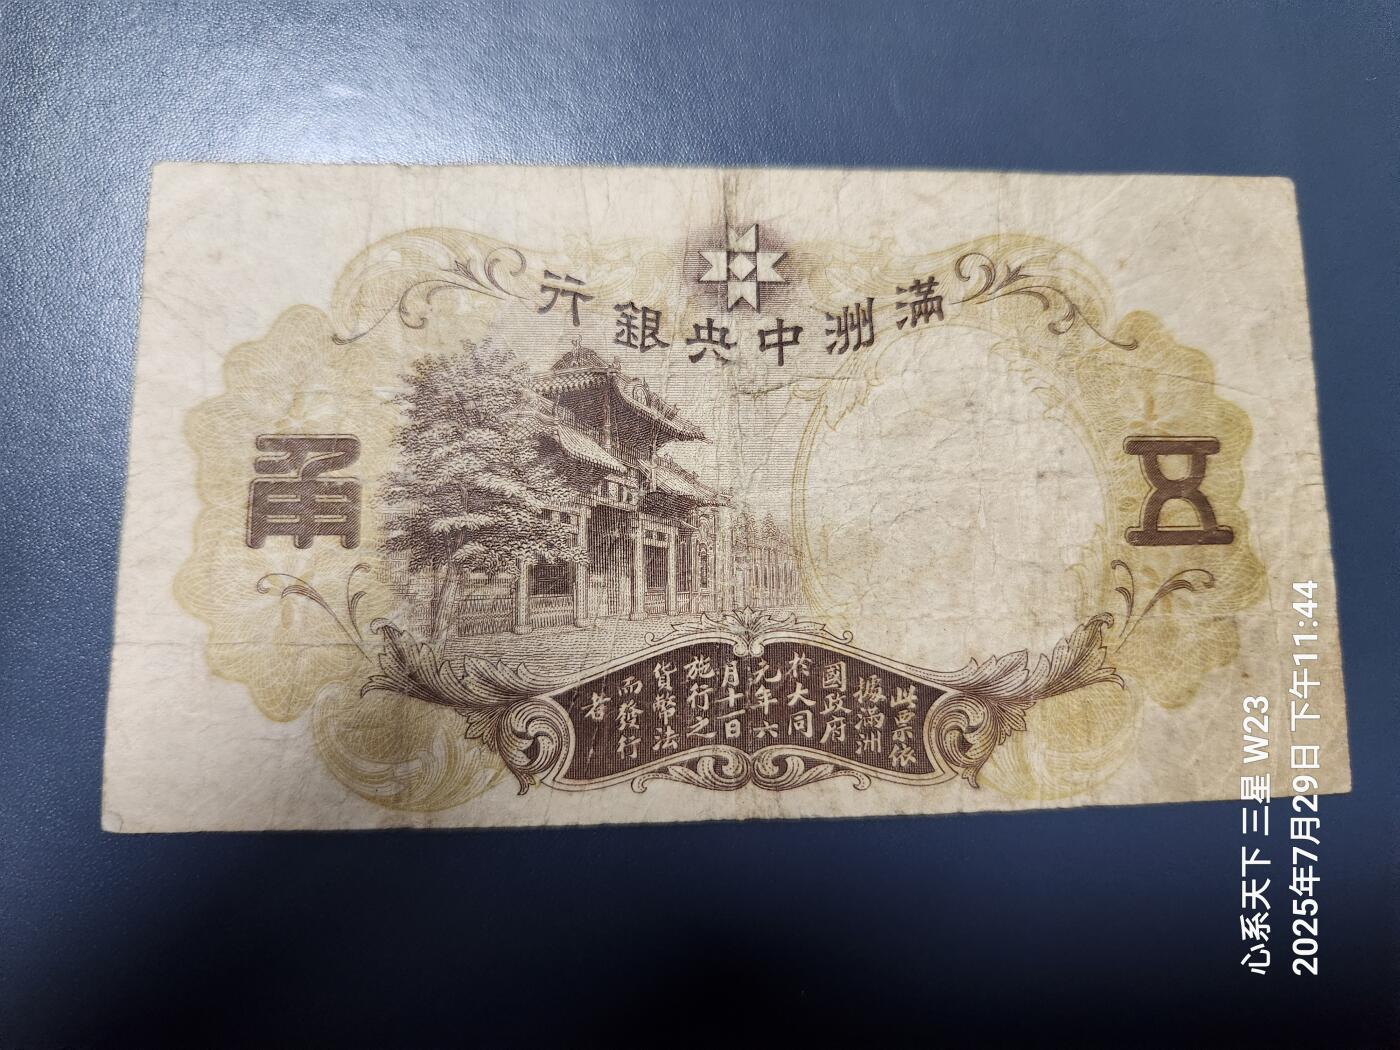 滿洲中央銀行
五
角
此票依
據滿洲
國政府
於大同
元年六
月十一日
施行之
貨幣法
而發行
者
心系天下 三星 W23
2025年7月29日 下午11:44